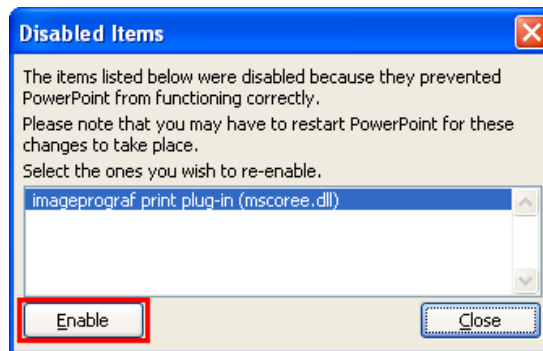 Disabled Items
The items listed below were disabled because they prevented
PowerPoint from functioning correctly.
Please note that you may have to restart PowerPoint for these
changes to take place.
Select the ones you wish to re-enable.
imageprograf print plug-in (mscoree.dll)
Enable Close